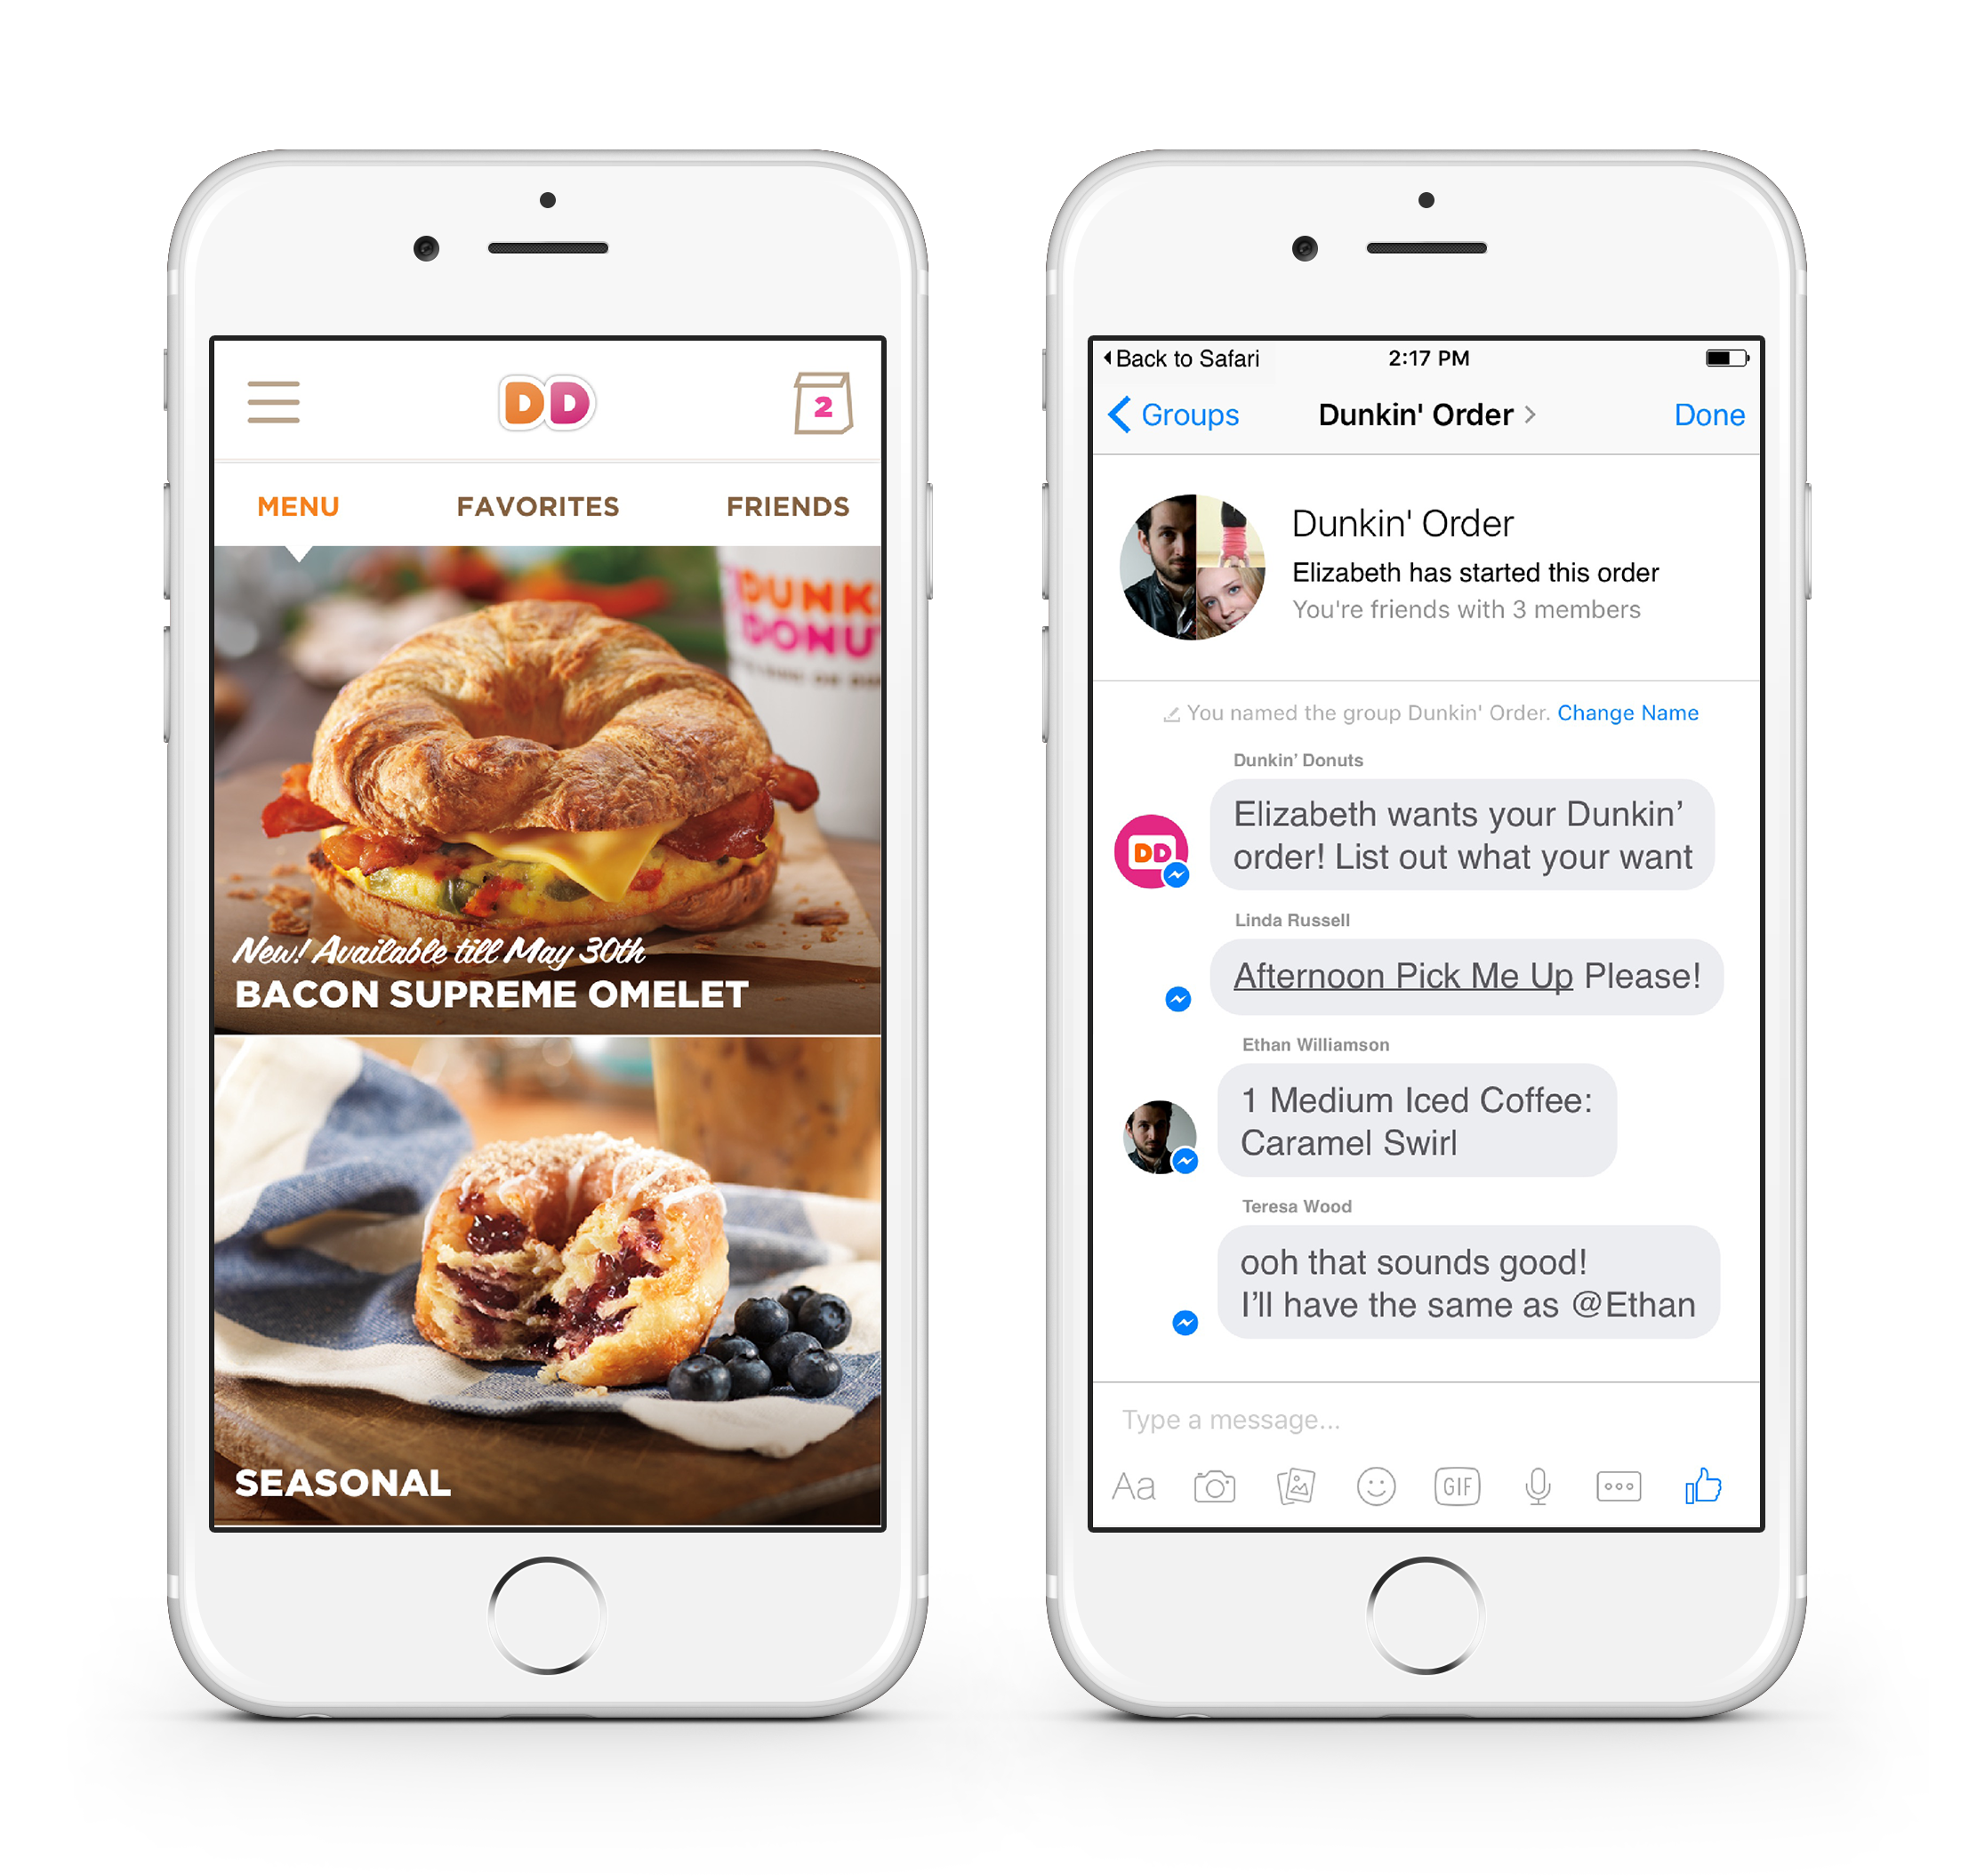 DD
2
MENU FAVORITES FRIENDS
DUNK
DONU
New! Available till May 30th
BACON SUPREME OMELET
SEASONAL
Back to Safari 2:17 PM
Groups Dunkin' Order Done
Dunkin' Order
Elizabeth has started this order
You're friends with 3 members
You named the group Dunkin' Order. Change Name
Dunkin' Donuts
Elizabeth wants your Dunkin’
order! List out what your want
DD
Linda Russell
Afternoon Pick Me Up Please!
Ethan Williamson
1 Medium Iced Coffee:
Caramel Swirl
Teresa Wood
ooh that sounds good!
I’ll have the same as @Ethan
Type a message...
Aa GIF